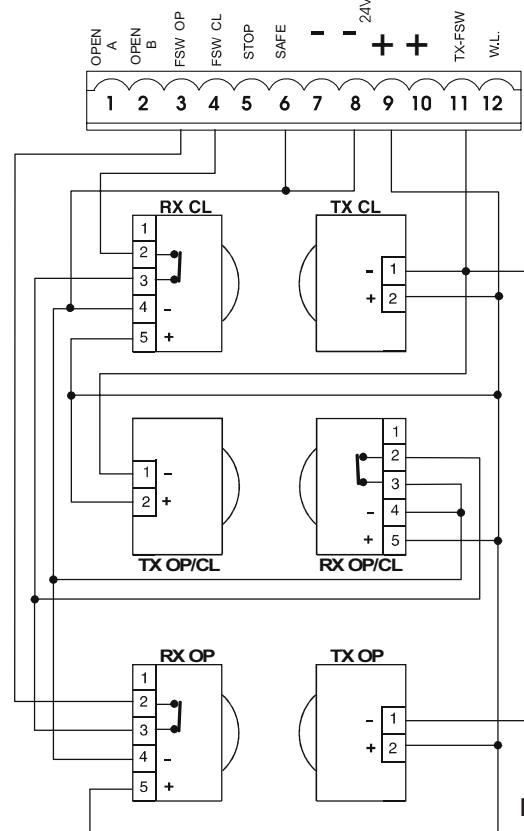 OPEN A
OPEN B
FSW OP
FSW CL
STOP
SAFE
- - 24V
+ +
TX-FSW
W.L.
1 2 3 4 5 6 7 8 9 10 11 12
RX CL
1
2
3
4 -
5 +
TX CL
- 1
+ 2
1 -
2 +
TX OP/CL
1
2
3
- 4
+ 5
RX OP/CL
RX OP
1
2
3
4 -
5 +
TX OP
- 1
+ 2